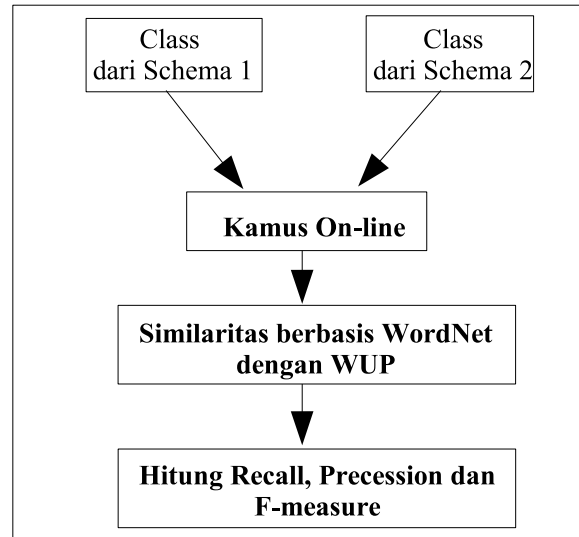 Class
dari Schema 1
Class
dari Schema 2
Kamus On-line
Similaritas berbasis WordNet
dengan WUP
Hitung Recall, Precession dan
F-measure